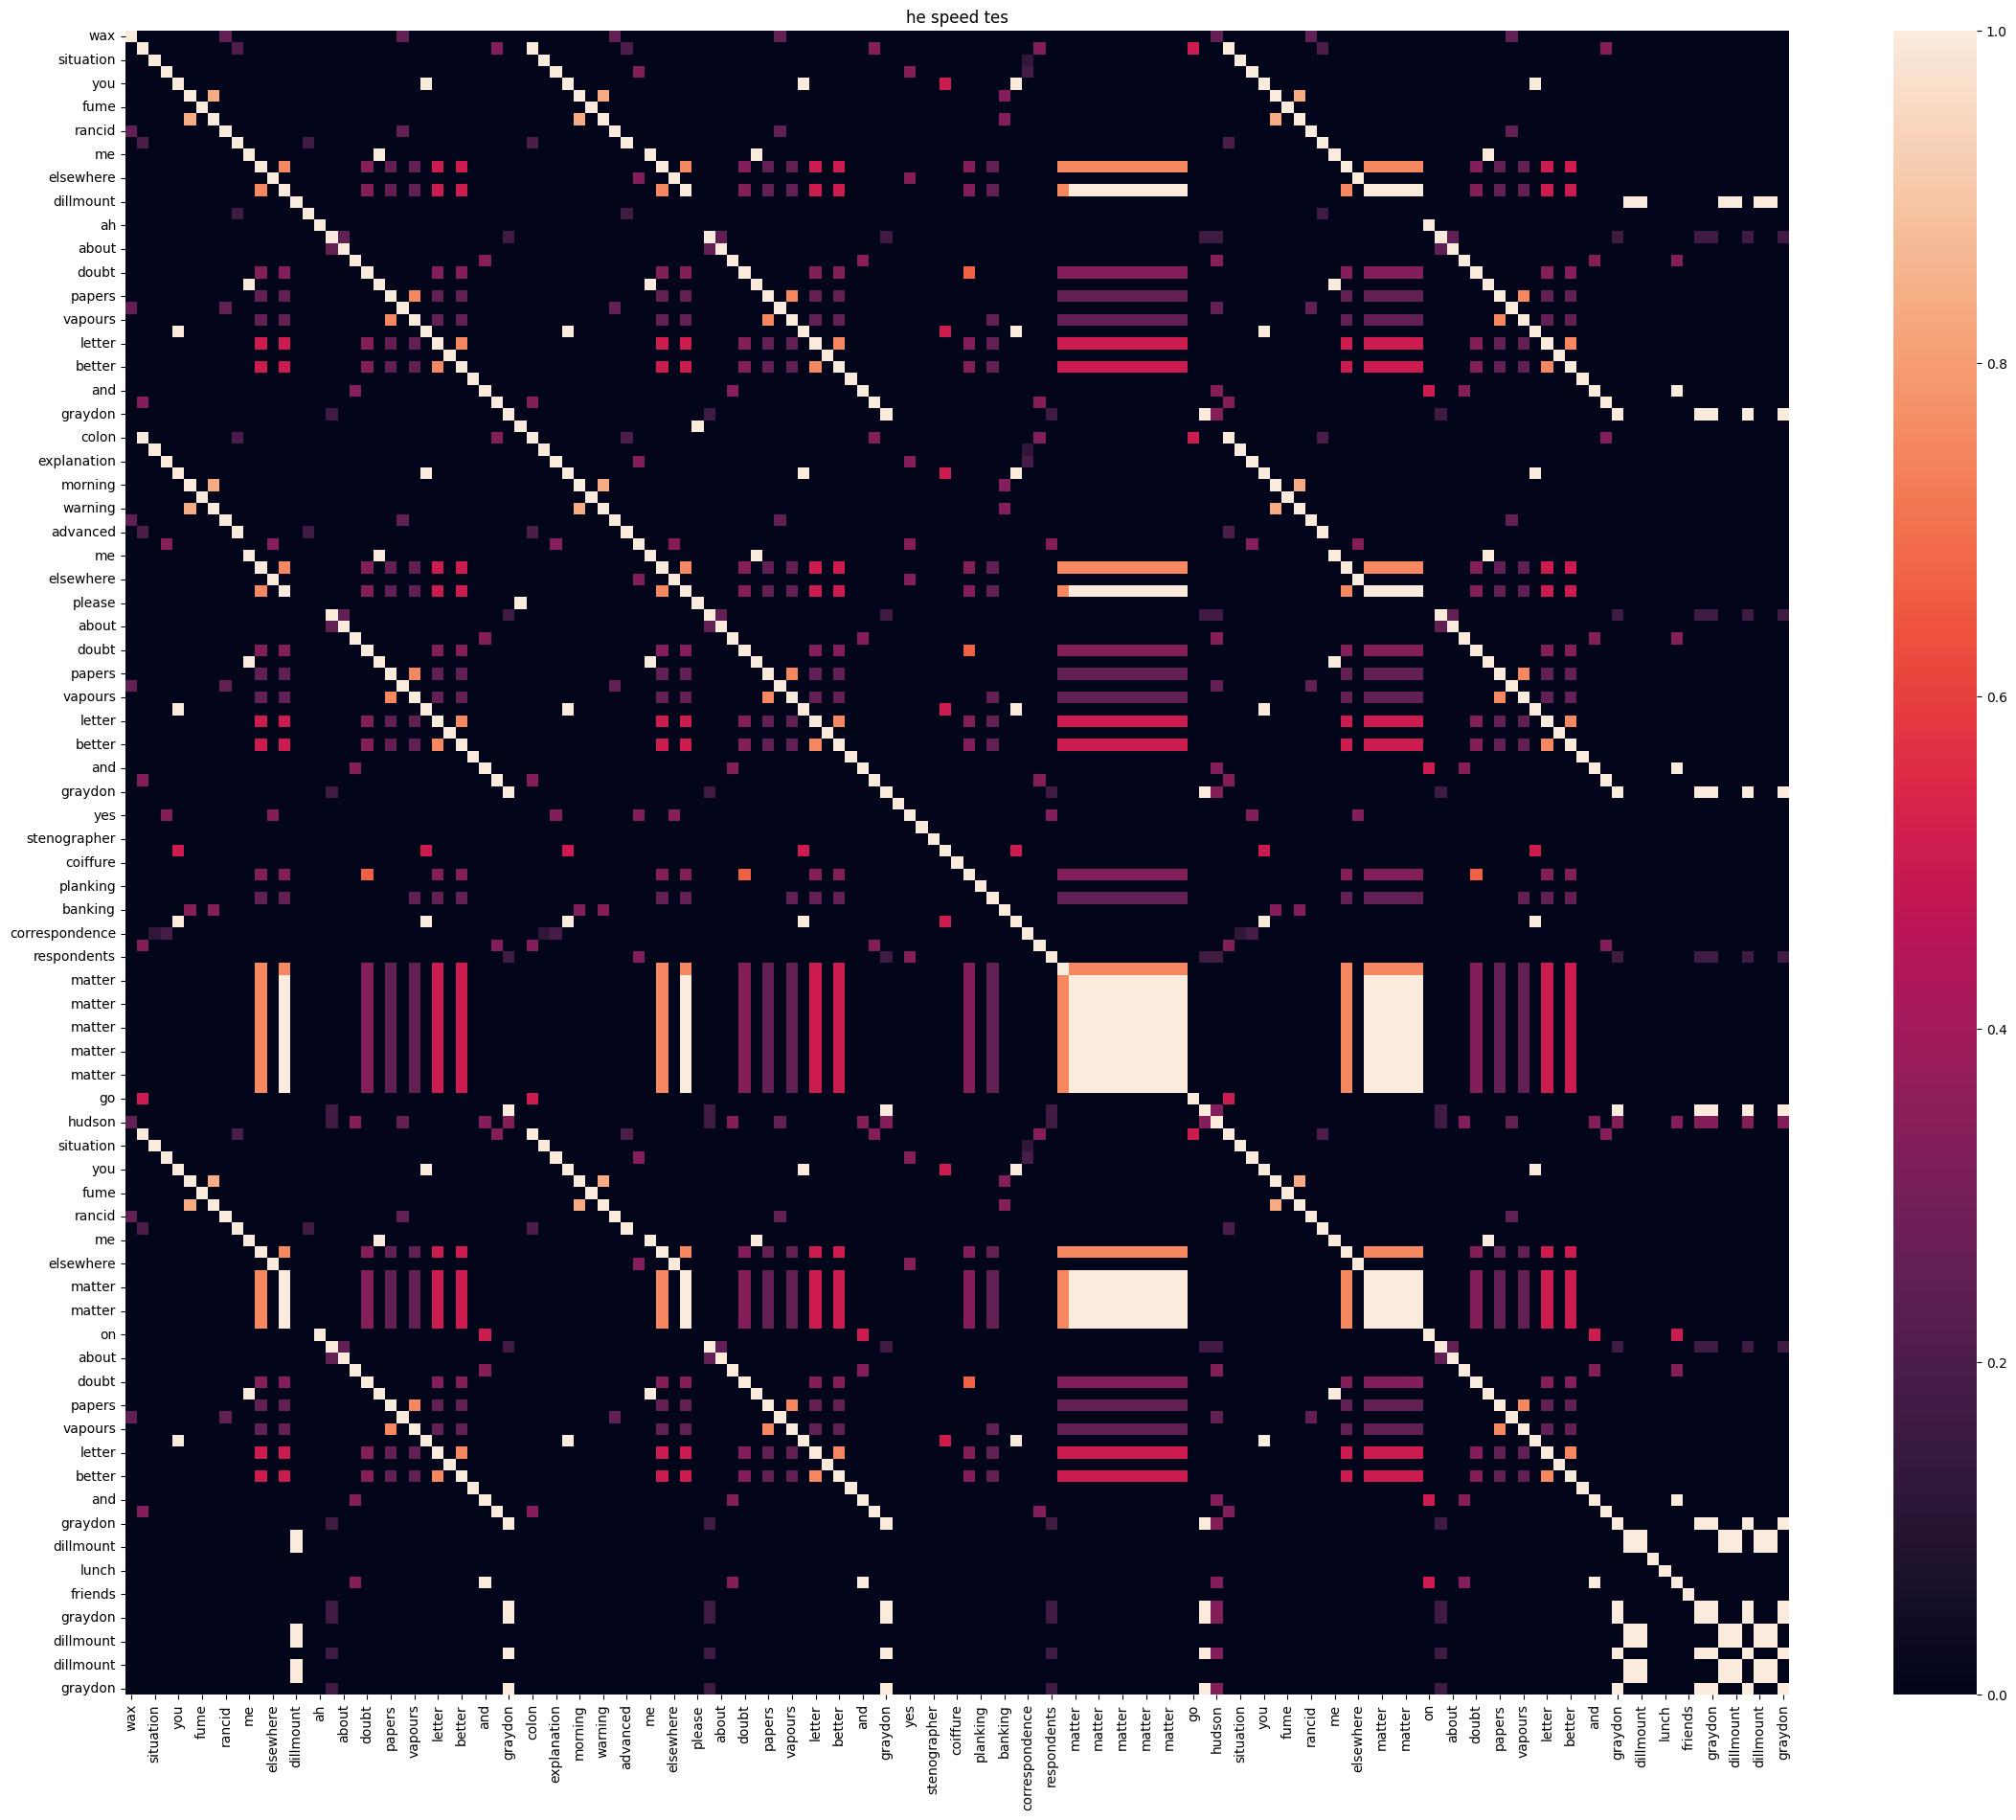 he speed tes
wax
situation
you
fume
rancid
me
elsewhere
dillmount
ah
about
doubt
papers
vapours
letter
better
and
graydon
colon
explanation
morning
warning
advanced
me
elsewhere
please
about
doubt
papers
vapours
letter
better
and
graydon
yes
stenographer
coiffure
planking
banking
correspondence
respondents
matter
matter
matter
matter
matter
go
hudson
situation
you
fume
rancid
me
elsewhere
matter
matter
on
about
doubt
papers
vapours
letter
better
and
graydon
dillmount
lunch
friends
graydon
dillmount
dillmount
graydon
1.0
0.8
0.6
0.4
0.2
0.0
wax
situation
you
fume
rancid
me
elsewhere
dillmount
ah
about
doubt
papers
vapours
letter
better
and
graydon
colon
explanation
morning
warning
advanced
me
elsewhere
please
about
doubt
papers
vapours
letter
better
and
graydon
yes
stenographer
coiffure
planking
banking
correspondence
respondents
matter
matter
matter
matter
matter
go
hudson
situation
you
fume
rancid
me
elsewhere
matter
matter
on
about
doubt
papers
vapours
letter
better
and
graydon
dillmount
lunch
friends
graydon
dillmount
dillmount
graydon